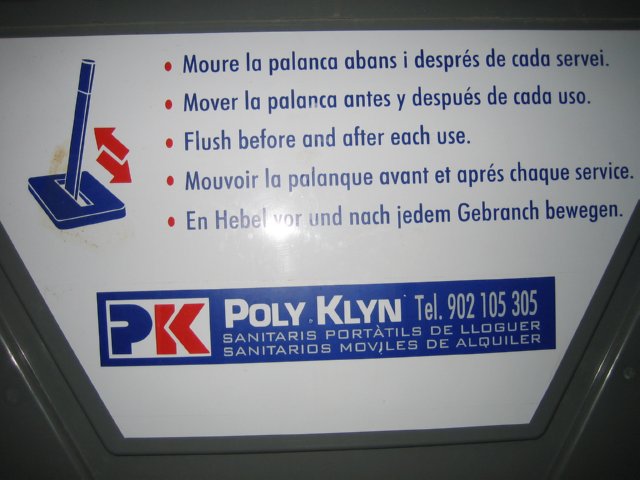 • Moure la palanca abans i després de cada servei.
• Mover la palanca antes y después de cada uso.
• Flush before and after each use.
• Mouvoir la palanque avant et aprés chaque service.
• En Hebel vor und nach jedem Gebranch bewegen.
PK POLY KLYN Tel. 902 105 305
SANITARIS PORTÀTILS DE LLOGUER
SANITARIOS MOVILES DE ALQUILER